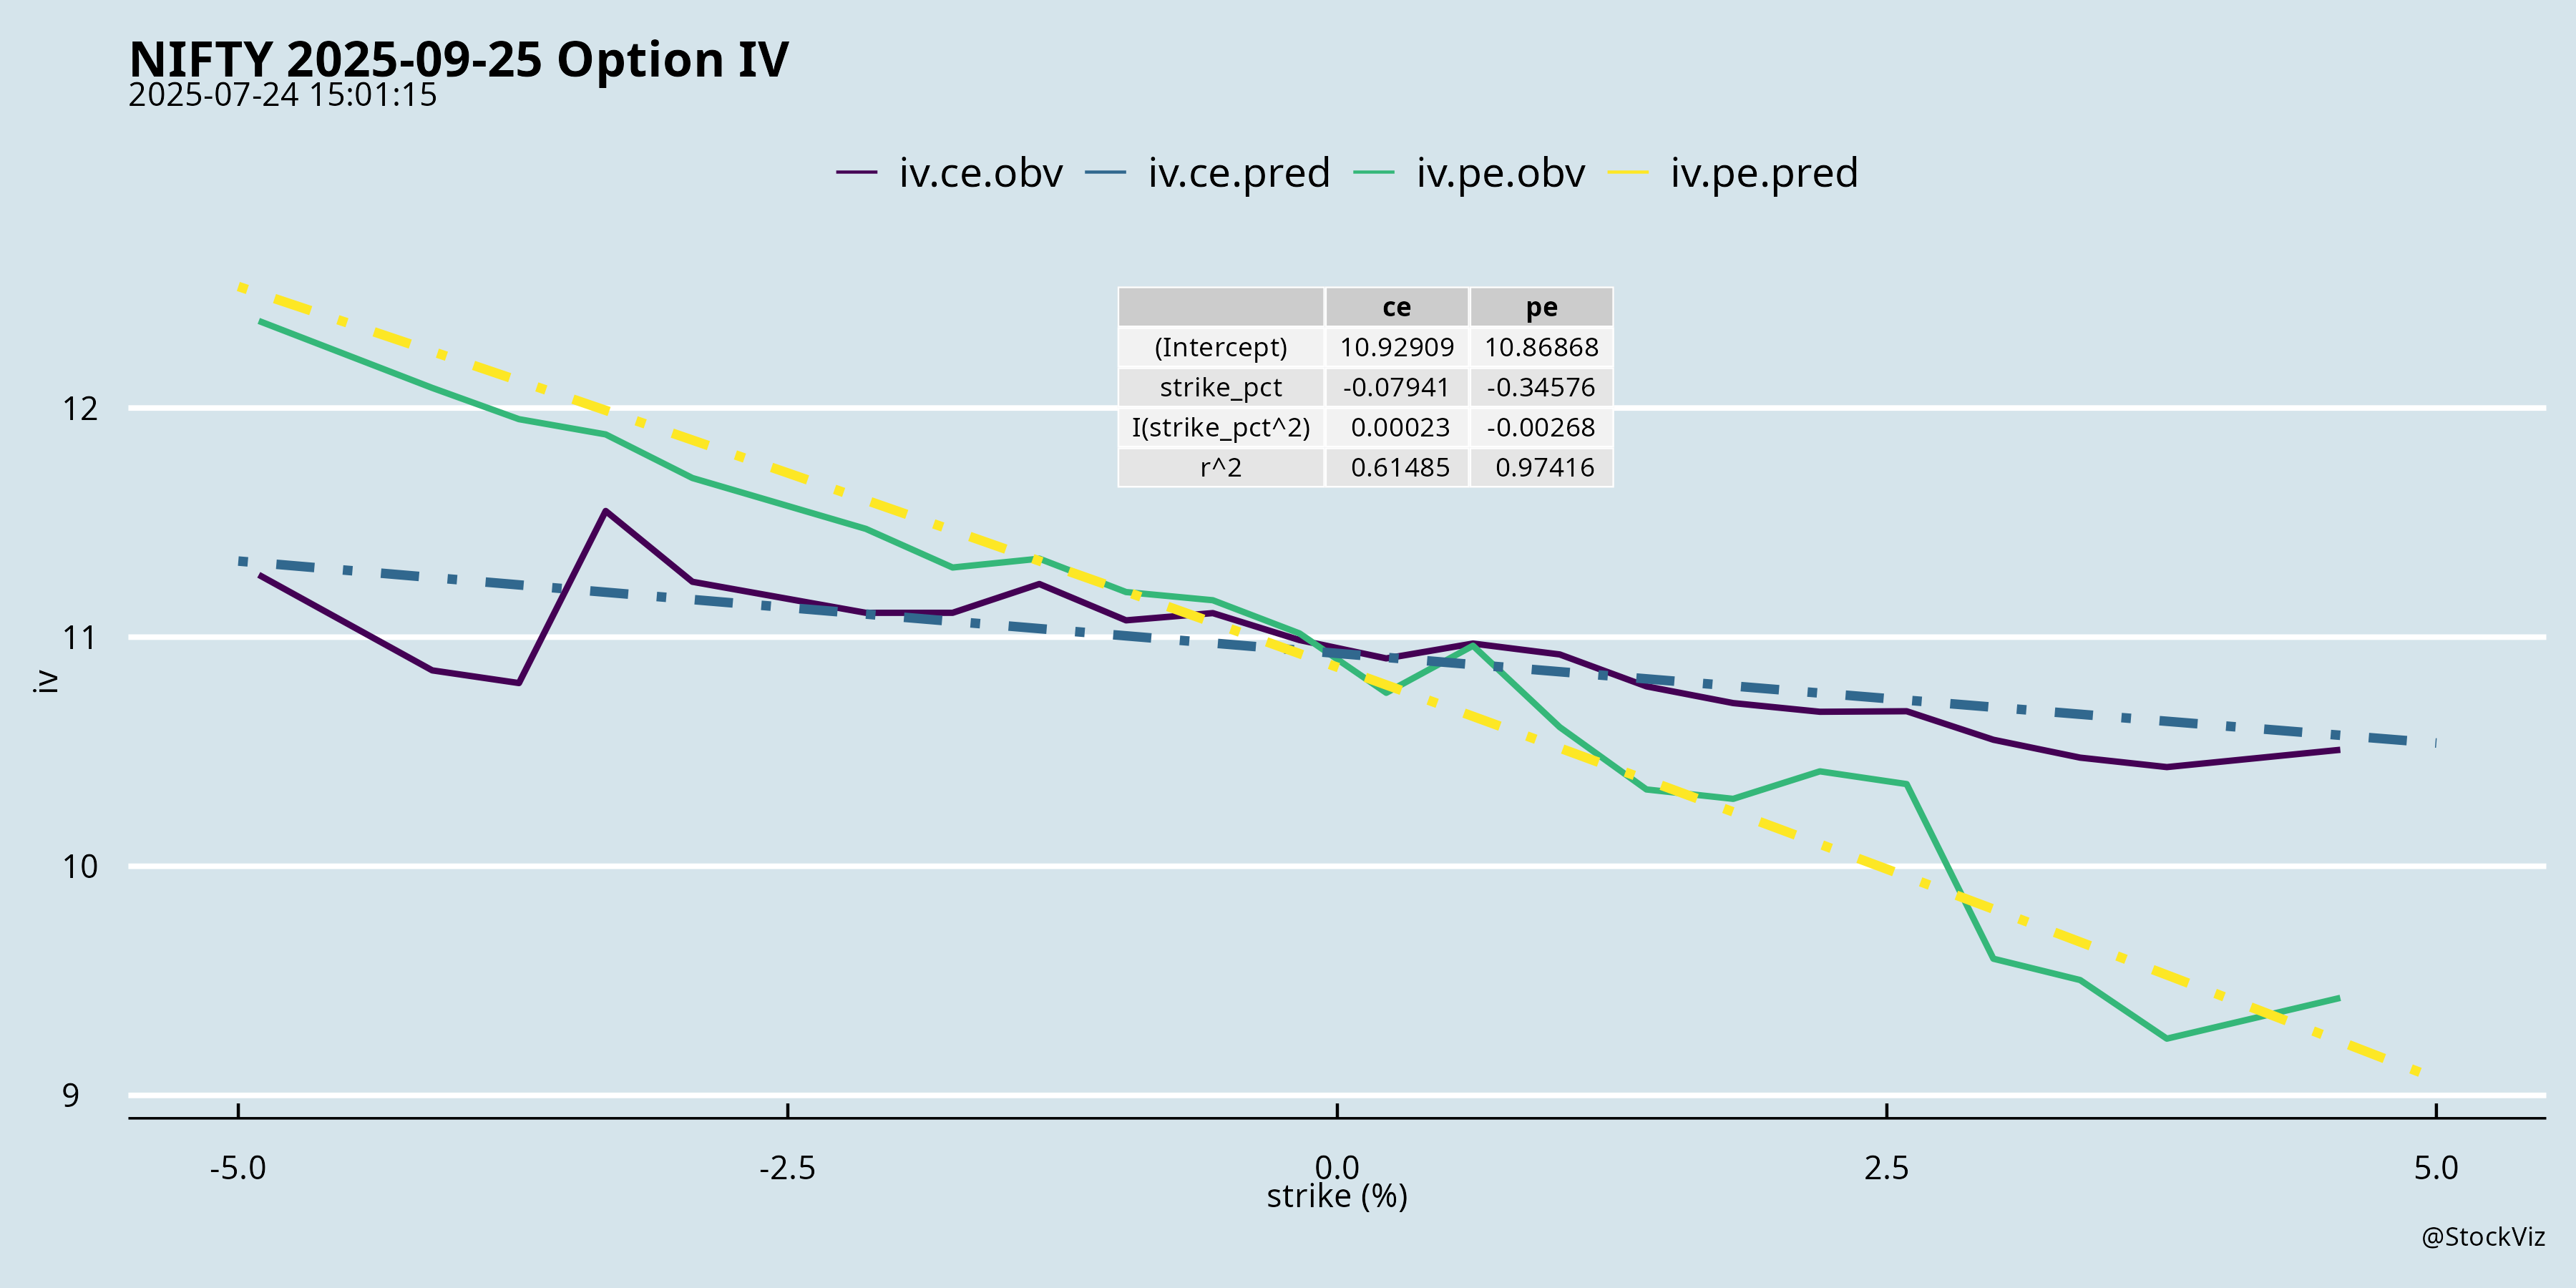 NIFTY 2025-09-25 Option IV
2025-07-24 15:01:15
iv.ce.obv iv.ce.pred iv.pe.obv iv.pe.pred
ce pe
(Intercept) 10.92909 10.86868
strike_pct -0.07941 -0.34576
I(strike_pct^2) 0.00023 -0.00268
r^2 0.61485 0.97416
12
11
10
9
iv
-5.0 -2.5 0.0 2.5 5.0
strike (%)
@StockViz